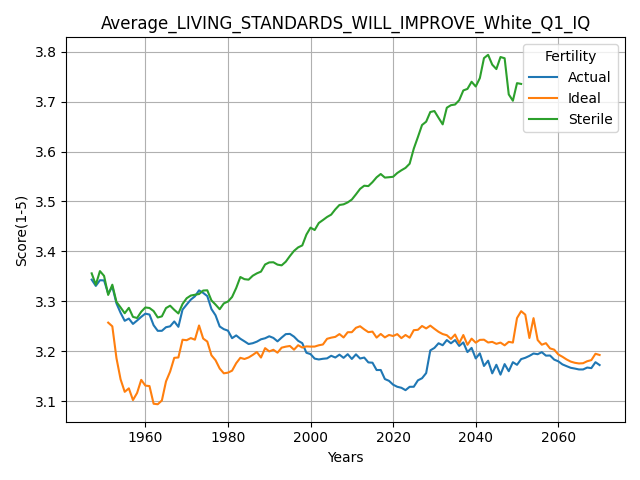 Average_LIVING_STANDARDS_WILL_IMPROVE_White_Q1_IQ
Fertility
Actual
Ideal
Sterile
Score(1-5)
3.8
3.7
3.6
3.5
3.4
3.3
3.2
3.1
1960 1980 2000 2020 2040 2060
Years